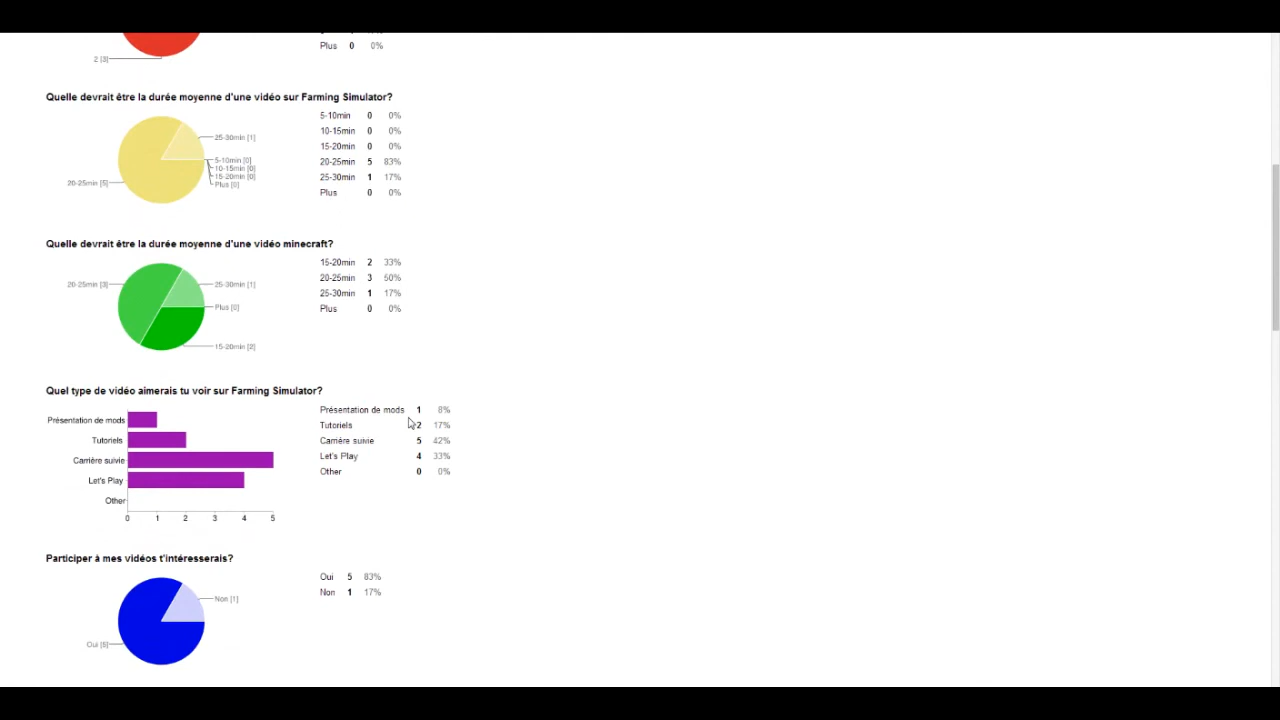 2 [3]
Plus 0 0%
Quelle devrait être la durée moyenne d'une vidéo sur Farming Simulator?
25-30min [1]
5-10min [0]
10-15min [0]
15-20min [0]
Plus [0]
20-25min [5]
5-10min 0 0%
10-15min 0 0%
15-20min 0 0%
20-25min 5 83%
25-30min 1 17%
Plus 0 0%
Quelle devrait être la durée moyenne d'une vidéo minecraft?
20-25min [3]
25-30min [1]
Plus [0]
15-20min [2]
15-20min 2 33%
20-25min 3 50%
25-30min 1 17%
Plus 0 0%
Quel type de vidéo aimerais tu voir sur Farming Simulator?
Présentation de mods
Tutoriels
Carrière suivie
Let's Play
Other
0 1 2 3 4 5
Présentation de mods 1 8%
Tutoriels 2 17%
Carrière suivie 5 42%
Let's Play 4 33%
Other 0 0%
Participer à mes vidéos t'intéresserais?
Non [1]
Oui [5]
Oui 5 83%
Non 1 17%